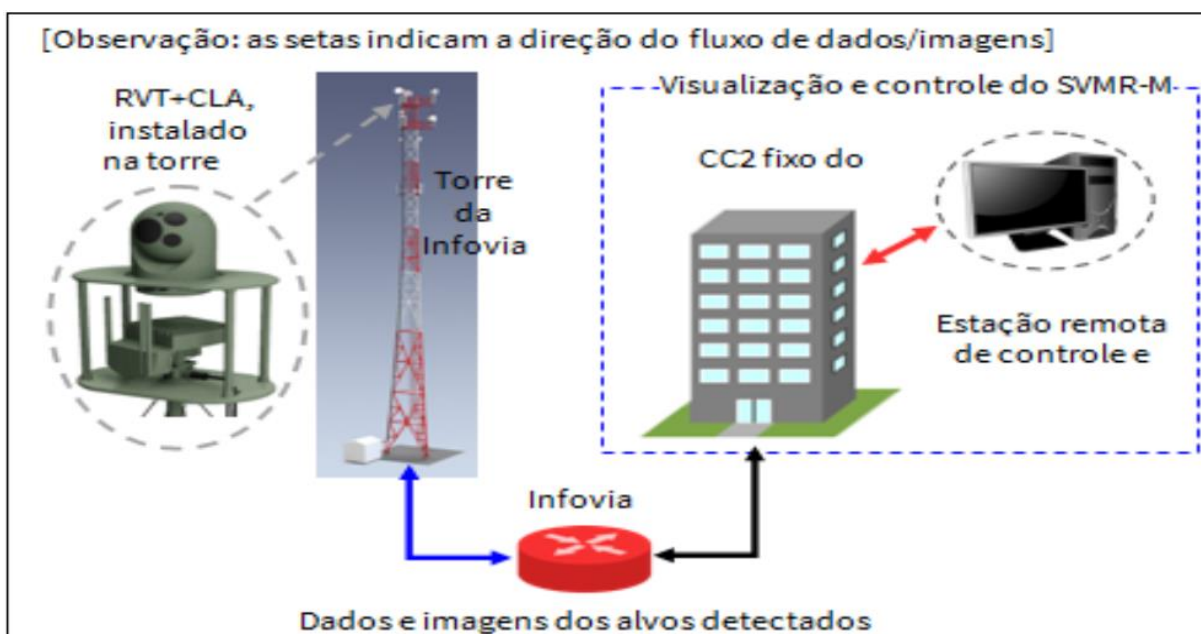 [Observação: as setas indicam a direção do fluxo de dados/imagens]
RVT+CLA,
instalado
na torre
Torre
da
Infovia
Visualização e controle do SVMR-M
CC2 fixo do
Estação remota
de controle e
Infovia
Dados e imagens dos alvos detectados